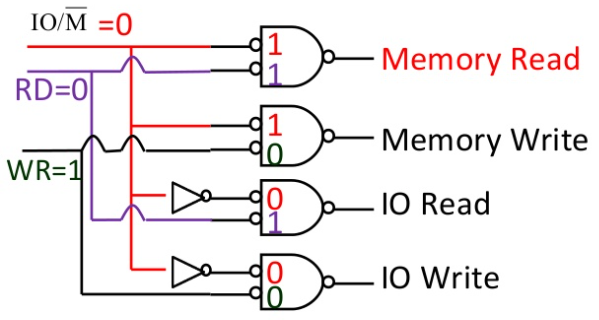 IO/M̅ =0
1
1
Memory Read
RD=0
1
0
Memory Write
WR=1
0
1
IO Read
0
0
IO Write